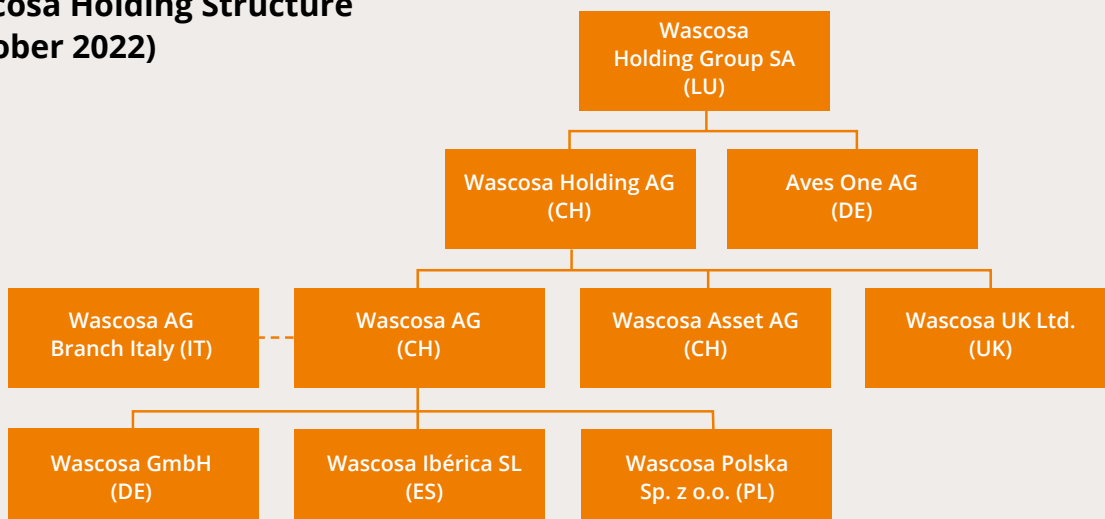 cosa Holding Structure
ober 2022)
Wascosa
Holding Group SA
(LU)
Wascosa Holding AG
(CH)
Aves One AG
(DE)
Wascosa AG
Branch Italy (IT)
Wascosa AG
(CH)
Wascosa Asset AG
(CH)
Wascosa UK Ltd.
(UK)
Wascosa GmbH
(DE)
Wascosa Ibérica SL
(ES)
Wascosa Polska
Sp. z o.o. (PL)